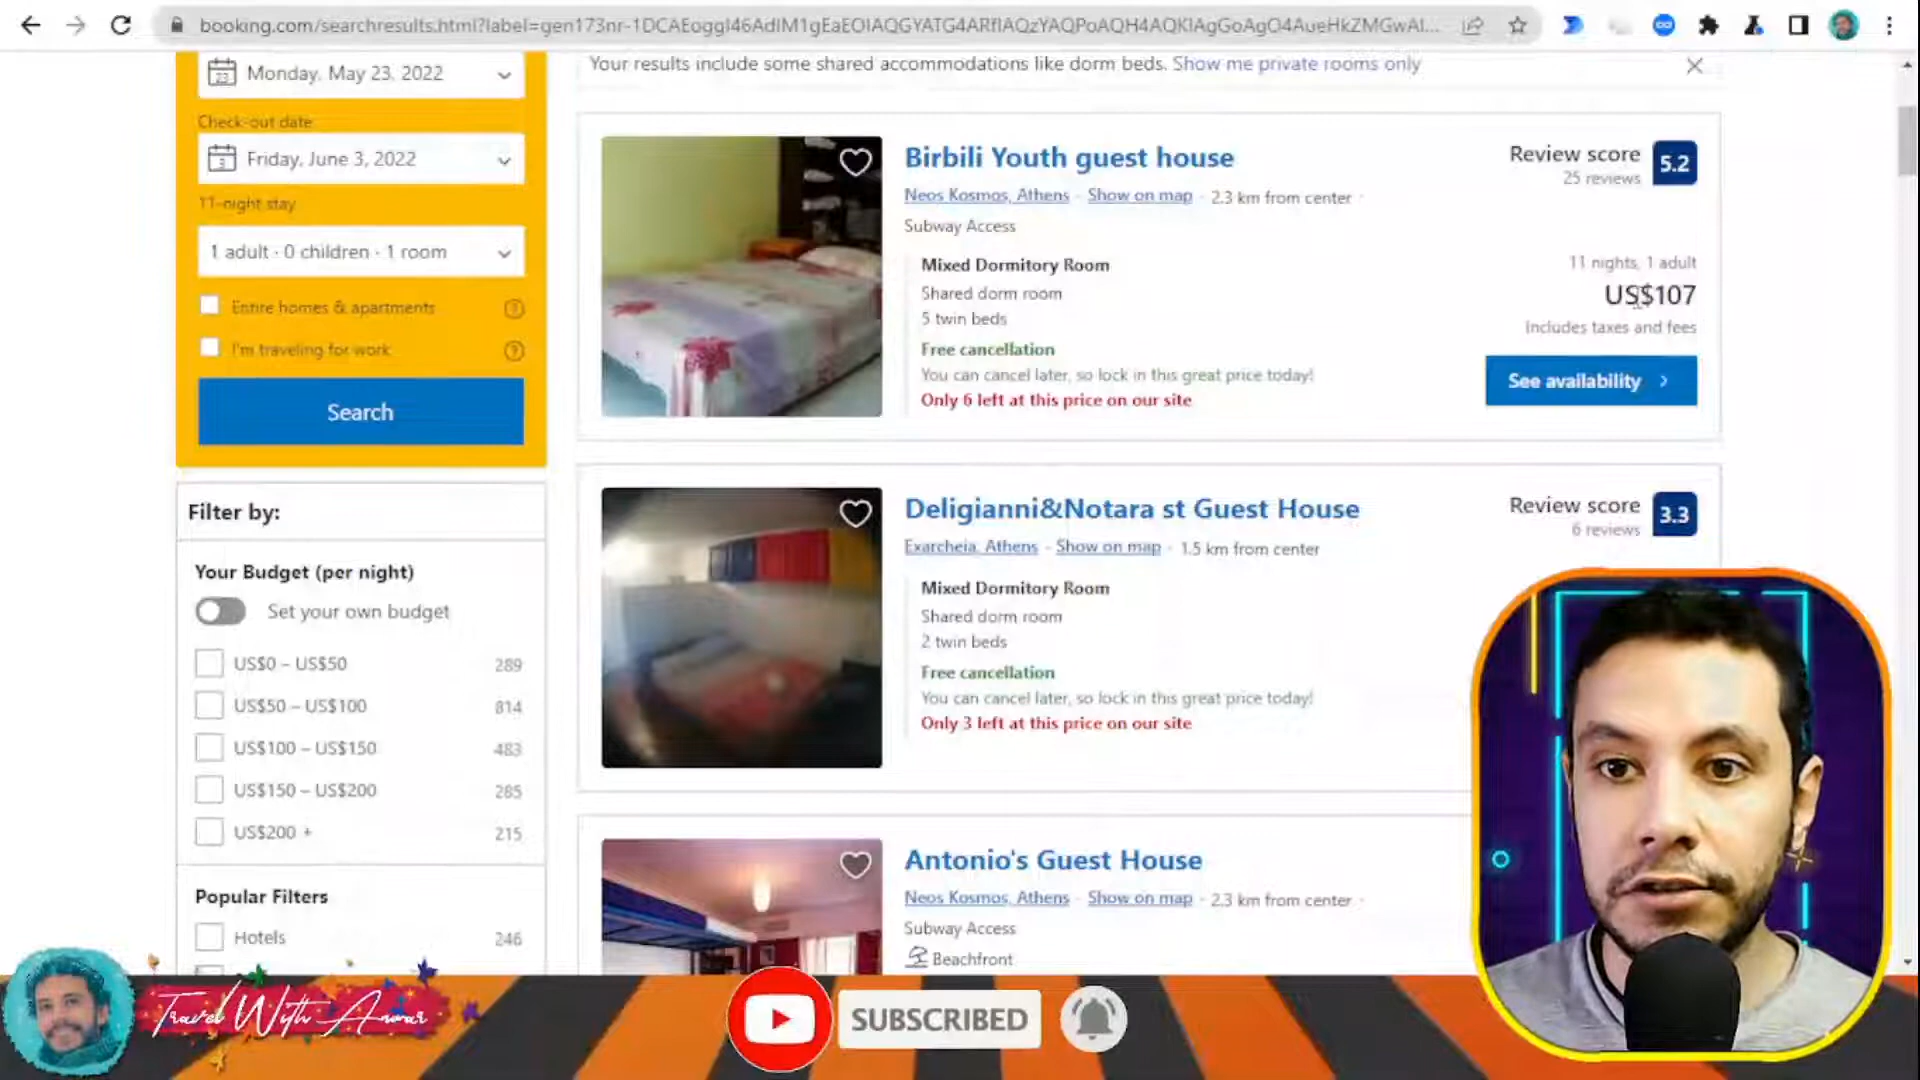 booking.com/searchresults.html?label=gen173nr-
Monday, May 23, 2022
Check-out date
Friday, June 3, 2022
11-night stay
1 adult · 0 children · 1 room
Entire homes & apartments
I'm traveling for work
Search
Filter by:
Your Budget (per night)
Set your own budget
US$0 – US$50 289
US$50 – US$100 814
US$100 – US$150 483
US$150 – US$200 285
US$200 + 215
Popular Filters
Hotels 246
Your results include some shared accommodations like dorm beds. Show me private rooms only
Birbili Youth guest house
Neos Kosmos, Athens · Show on map · 2.3 km from center ·
Subway Access
Mixed Dormitory Room
Shared dorm room
5 twin beds
Free cancellation
You can cancel later, so lock in this great price today!
Only 6 left at this price on our site
Review score 5.2
25 reviews
11 nights, 1 adult
US$107
Includes taxes and fees
See availability
Deligianni&Notara st Guest House
Exarcheia, Athens · Show on map · 1.5 km from center
Mixed Dormitory Room
Shared dorm room
2 twin beds
Free cancellation
You can cancel later, so lock in this great price today!
Only 3 left at this price on our site
Review score 3.3
6 reviews
Antonio's Guest House
Neos Kosmos, Athens · Show on map · 2.3 km from center ·
Subway Access
Beachfront
Travel With Anwar
SUBSCRIBED